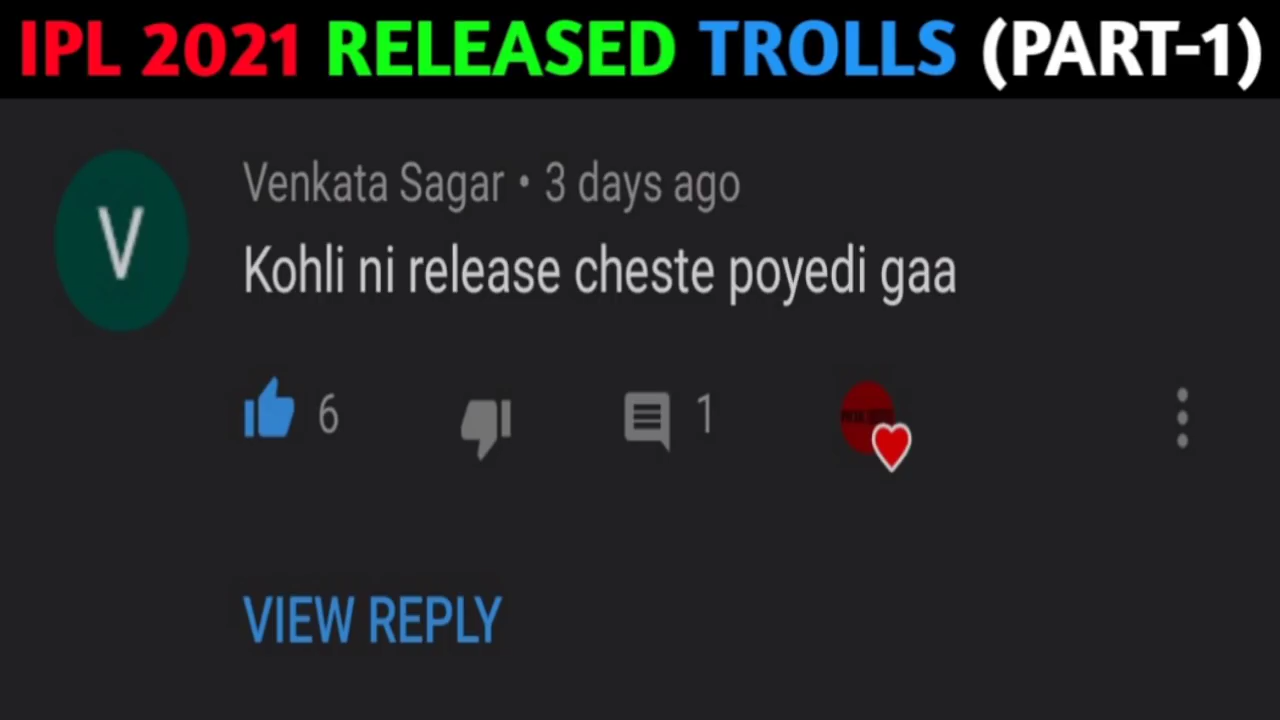 IPL 2021 RELEASED TROLLS (PART-1)
V
Venkata Sagar • 3 days ago
Kohli ni release cheste poyedi gaa
6
1
VIEW REPLY